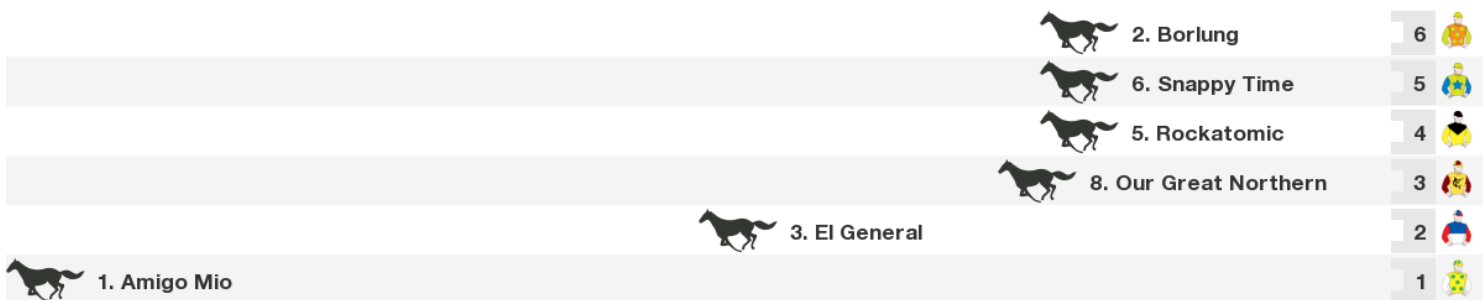 2. Borlung 6
6. Snappy Time 5
5. Rockatomic 4
8. Our Great Northern 3
3. El General 2
1. Amigo Mio 1